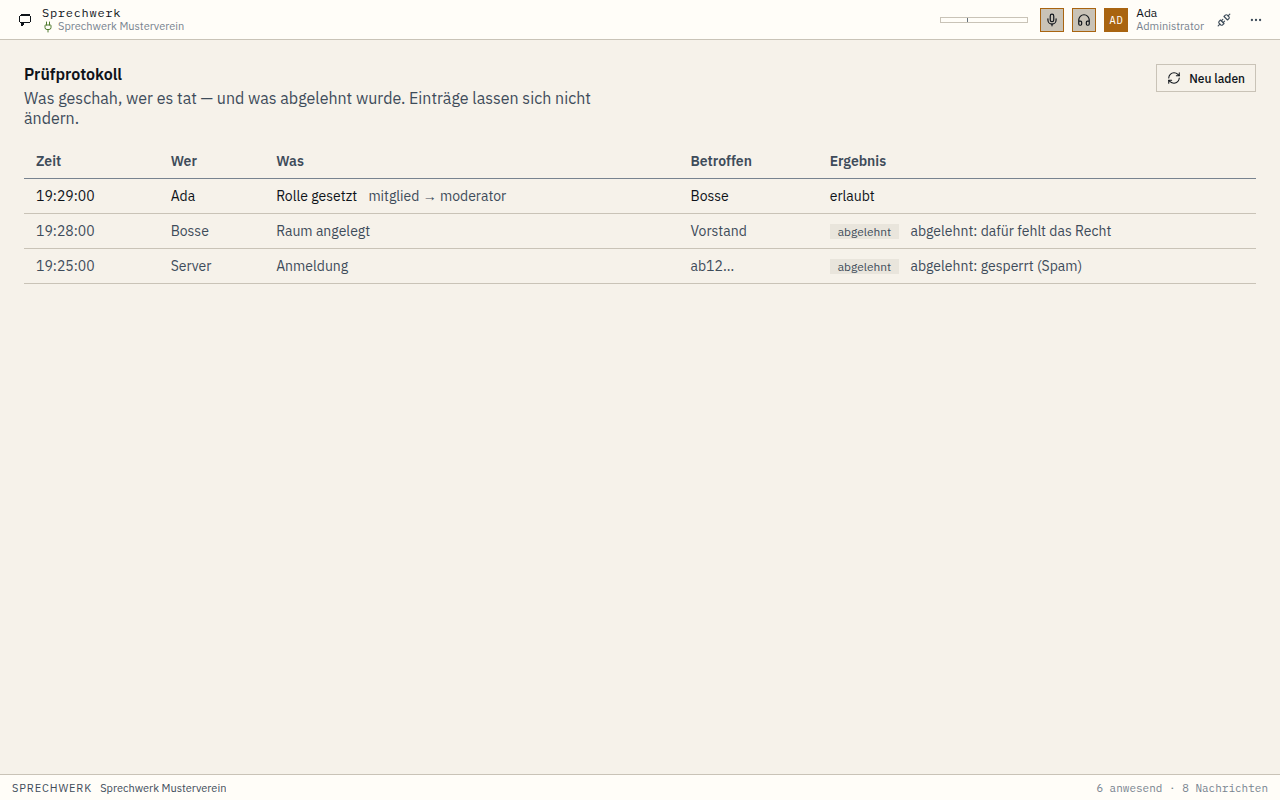 Sprechwerk
Sprechwerk Musterverein
AD
Ada
Administrator
Prüfprotokoll
Neu laden
Was geschah, wer es tat — und was abgelehnt wurde. Einträge lassen sich nicht
ändern.
Zeit Wer Was Betroffen Ergebnis
19:29:00 Ada Rolle gesetzt mitglied → moderator Bosse erlaubt
19:28:00 Bosse Raum angelegt Vorstand abgelehnt abgelehnt: dafür fehlt das Recht
19:25:00 Server Anmeldung ab12… abgelehnt abgelehnt: gesperrt (Spam)
SPRECHWERK Sprechwerk Musterverein 6 anwesend · 8 Nachrichten